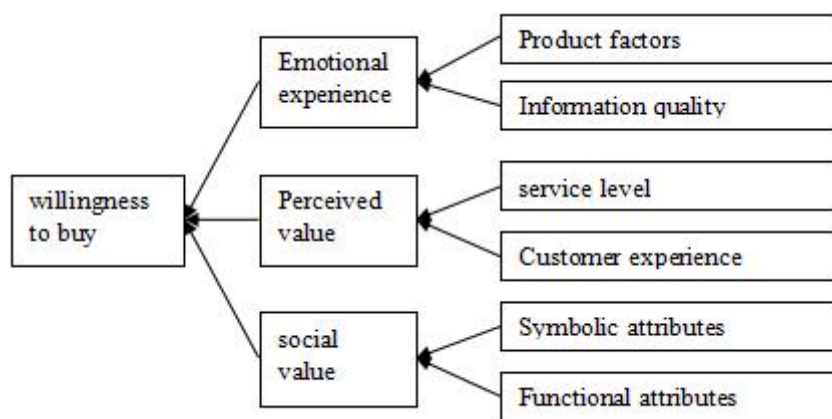 willingness
to buy
Emotional
experience
Product factors
Information quality
Perceived
value
service level
Customer experience
social
value
Symbolic attributes
Functional attributes